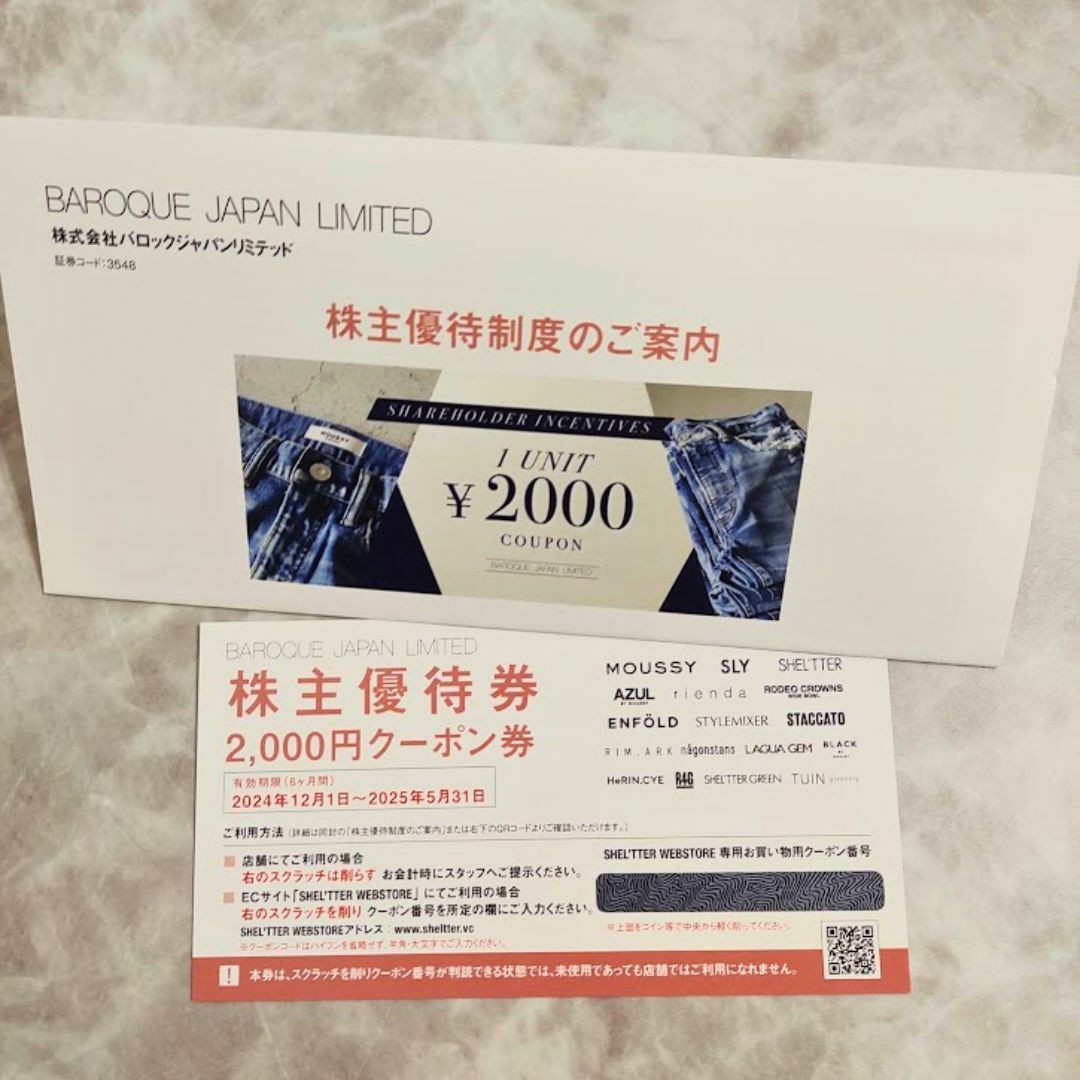 BAROQUE JAPAN LIMITED
株式会社バロックジャパンリミテッド
証券コード:3548
株主優待制度のご案内
MOUSSY
SHAREHOLDER INCENTIVES
1 UNIT
¥2000
COUPON
BAROQUE JAPAN LIMITED
BAROQUE JAPAN LIMITED
株主優待券
2,000円クーポン券
有効期限(6ヶ月間)
2024年12月1日～2025年5月31日
MOUSSY SLY SHEL'TTER
AZUL BY MOUSSY rienda RODEO CROWNS WIDE BOWL
ENFÖLD STYLEMIXER STACCATO
RIM.ARK någonstans LAGUA GEM BLACK BY MOUSSY
HeRIN.CYE R4G SHEL'TTER GREEN TUIN
ご利用方法(詳細は同封の「株主優待制度のご案内」または右下のQRコードよりご確認いただけます。)
店舗にてご利用の場合
右のスクラッチは削らず お会計時にスタッフへご提示ください。
ECサイト「SHEL'TTER WEBSTORE」にてご利用の場合
右のスクラッチを削り クーポン番号を所定の欄にご入力ください。
SHEL'TTER WEBSTOREアドレス：www.sheltter.vc
※クーポンコードはハイフンを省略せず、半角・大文字でご入力ください。
SHEL'TTER WEBSTORE 専用お買い物用クーポン番号
※上部をコイン等で中央から軽く削ってください。
! 本券は、スクラッチを削りクーポン番号が判読できる状態では、未使用であっても店舗ではご利用になれません。